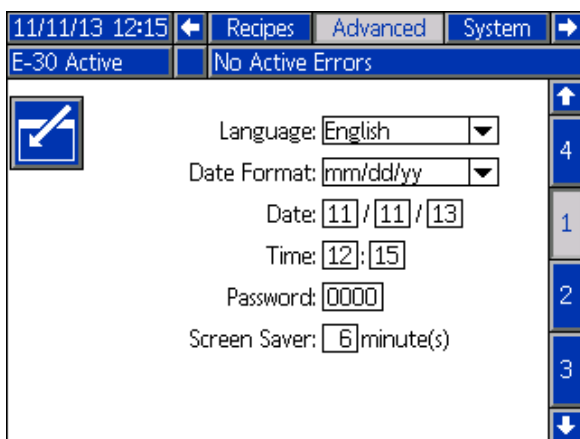 11/11/13 12:15 Recipes Advanced System
E-30 Active No Active Errors
Language: English
4
Date Format: mm/dd/yy
Date: 11 / 11 / 13
1
Time: 12 : 15
Password: 0000
2
Screen Saver: 6 minute(s)
3